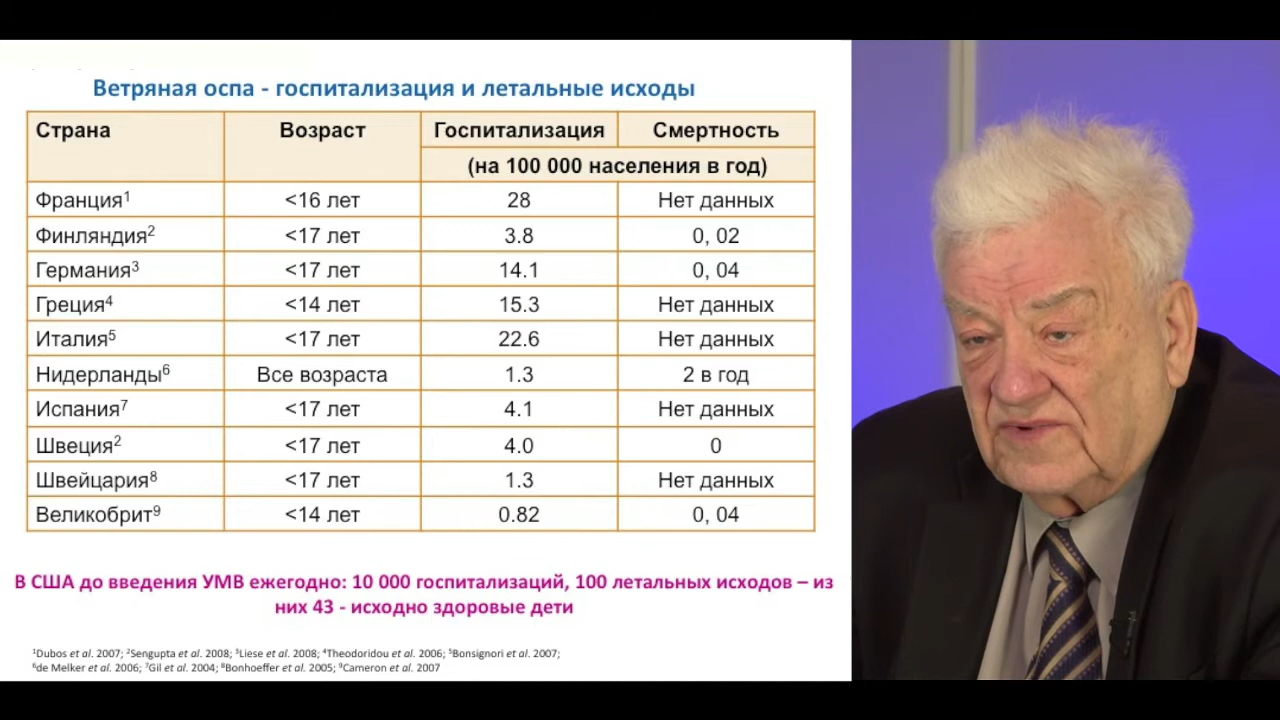 Ветряная оспа - госпитализация и летальные исходы
Страна Возраст Госпитализация Смертность
(на 100 000 населения в год)
Франция¹ <16 лет 28 Нет данных
Финляндия² <17 лет 3.8 0, 02
Германия³ <17 лет 14.1 0, 04
Греция⁴ <14 лет 15.3 Нет данных
Италия⁵ <17 лет 22.6 Нет данных
Нидерланды⁶ Все возраста 1.3 2 в год
Испания⁷ <17 лет 4.1 Нет данных
Швеция² <17 лет 4.0 0
Швейцария⁸ <17 лет 1.3 Нет данных
Великобрит⁹ <14 лет 0.82 0, 04
В США до введения УМВ ежегодно: 10 000 госпитализаций, 100 летальных исходов – из
них 43 - исходно здоровые дети
¹Dubos et al. 2007; ²Sengupta et al. 2008; ³Liese et al. 2008; ⁴Theodoridou et al. 2006; ⁵Bonsignori et al. 2007;
⁶de Melker et al. 2006; ⁷Gil et al. 2004; ⁸Bonhoeffer et al. 2005; ⁹Cameron et al. 2007